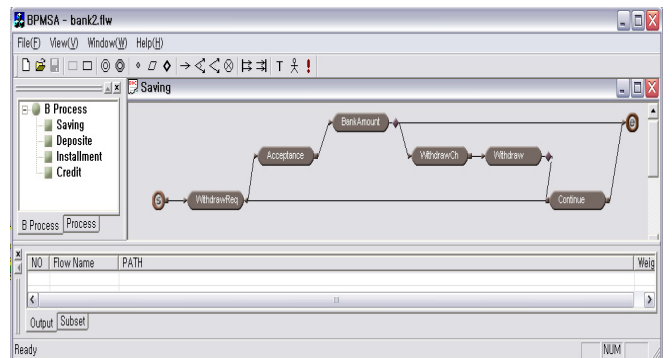 BPMSA - bank2.flw
File(F) View(V) Window(W) Help(H)
T
Saving
B Process
Saving
Deposite
Installment
Credit
B Process Process
BankAmount
Acceptance
WithdrawCh
Withdraw
S
WithdrawReq
Continue
e
NO Flow Name PATH Weig
Output Subset
Ready NUM